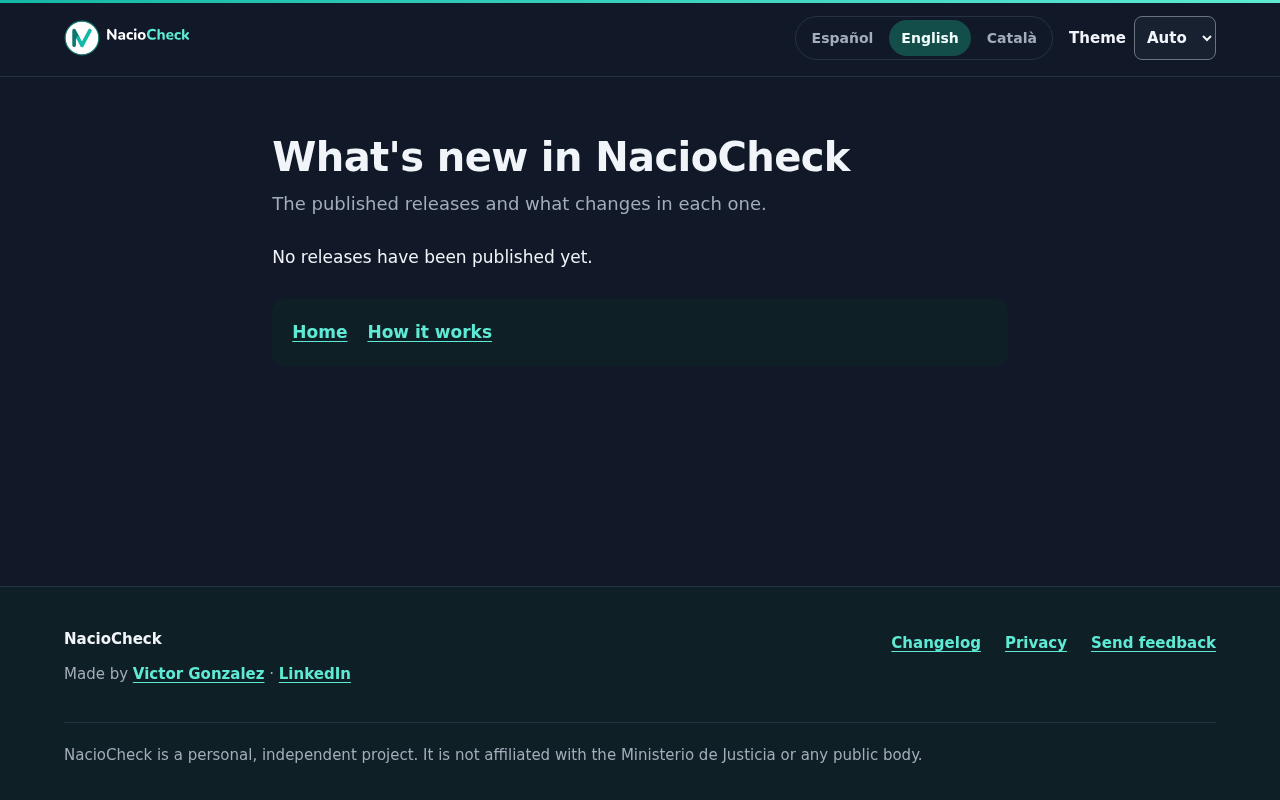 NacioCheck
Español English Català Theme Auto
What's new in NacioCheck
The published releases and what changes in each one.
No releases have been published yet.
Home How it works
NacioCheck
Changelog Privacy Send feedback
Made by Victor Gonzalez · LinkedIn
NacioCheck is a personal, independent project. It is not affiliated with the Ministerio de Justicia or any public body.